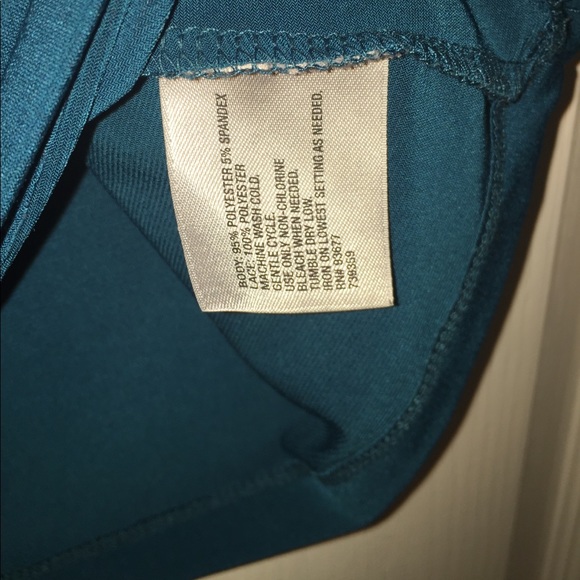 BODY: 95% POLYESTER 5% SPANDEX
LACE: 100% POLYESTER
MACHINE WASH COLD.
GENTLE CYCLE.
USE ONLY NON-CHLORINE
BLEACH WHEN NEEDED.
TUMBLE DRY LOW.
IRON ON LOWEST SETTING AS NEEDED.
RN# 93677
736359